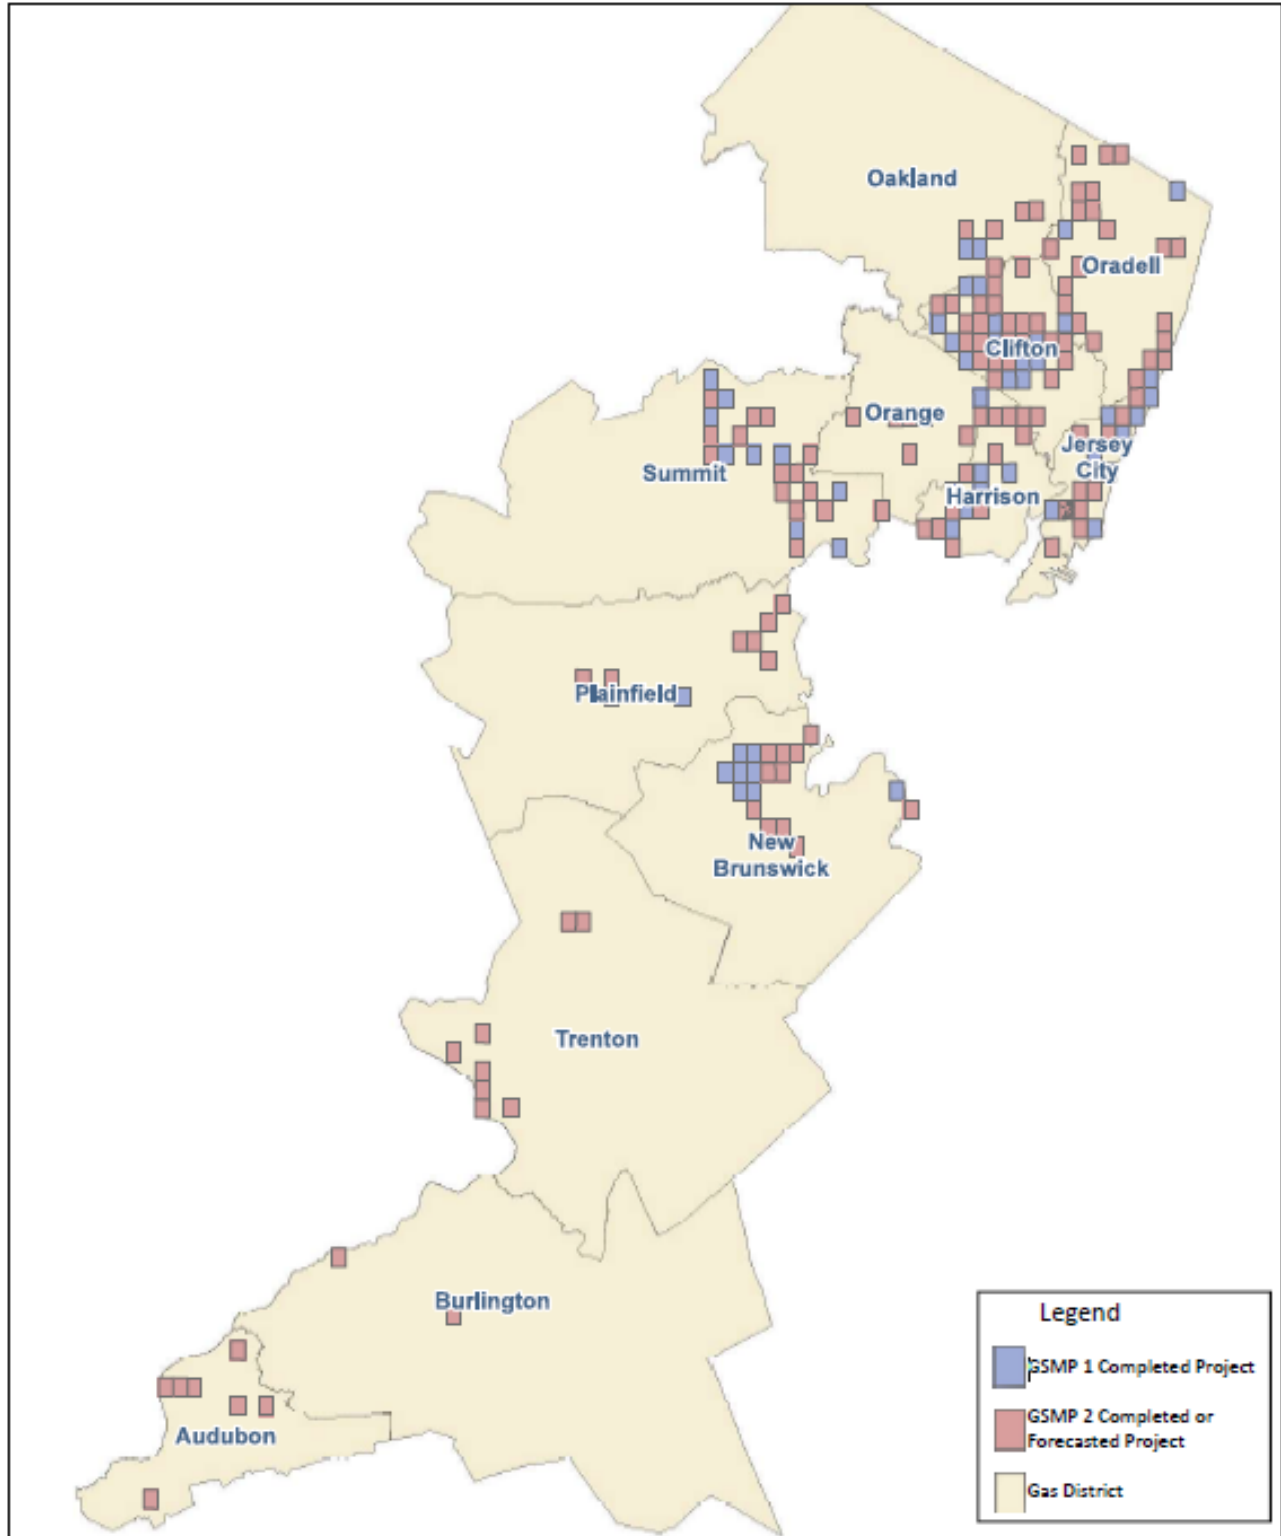 Oakland
Oradell
Clifton
Orange
Jersey
City
Summit
Harrison
Plainfield
New
Brunswick
Trenton
Burlington
Audubon
Legend
GSMP 1 Completed Project
GSMP 2 Completed or
Forecasted Project
Gas District